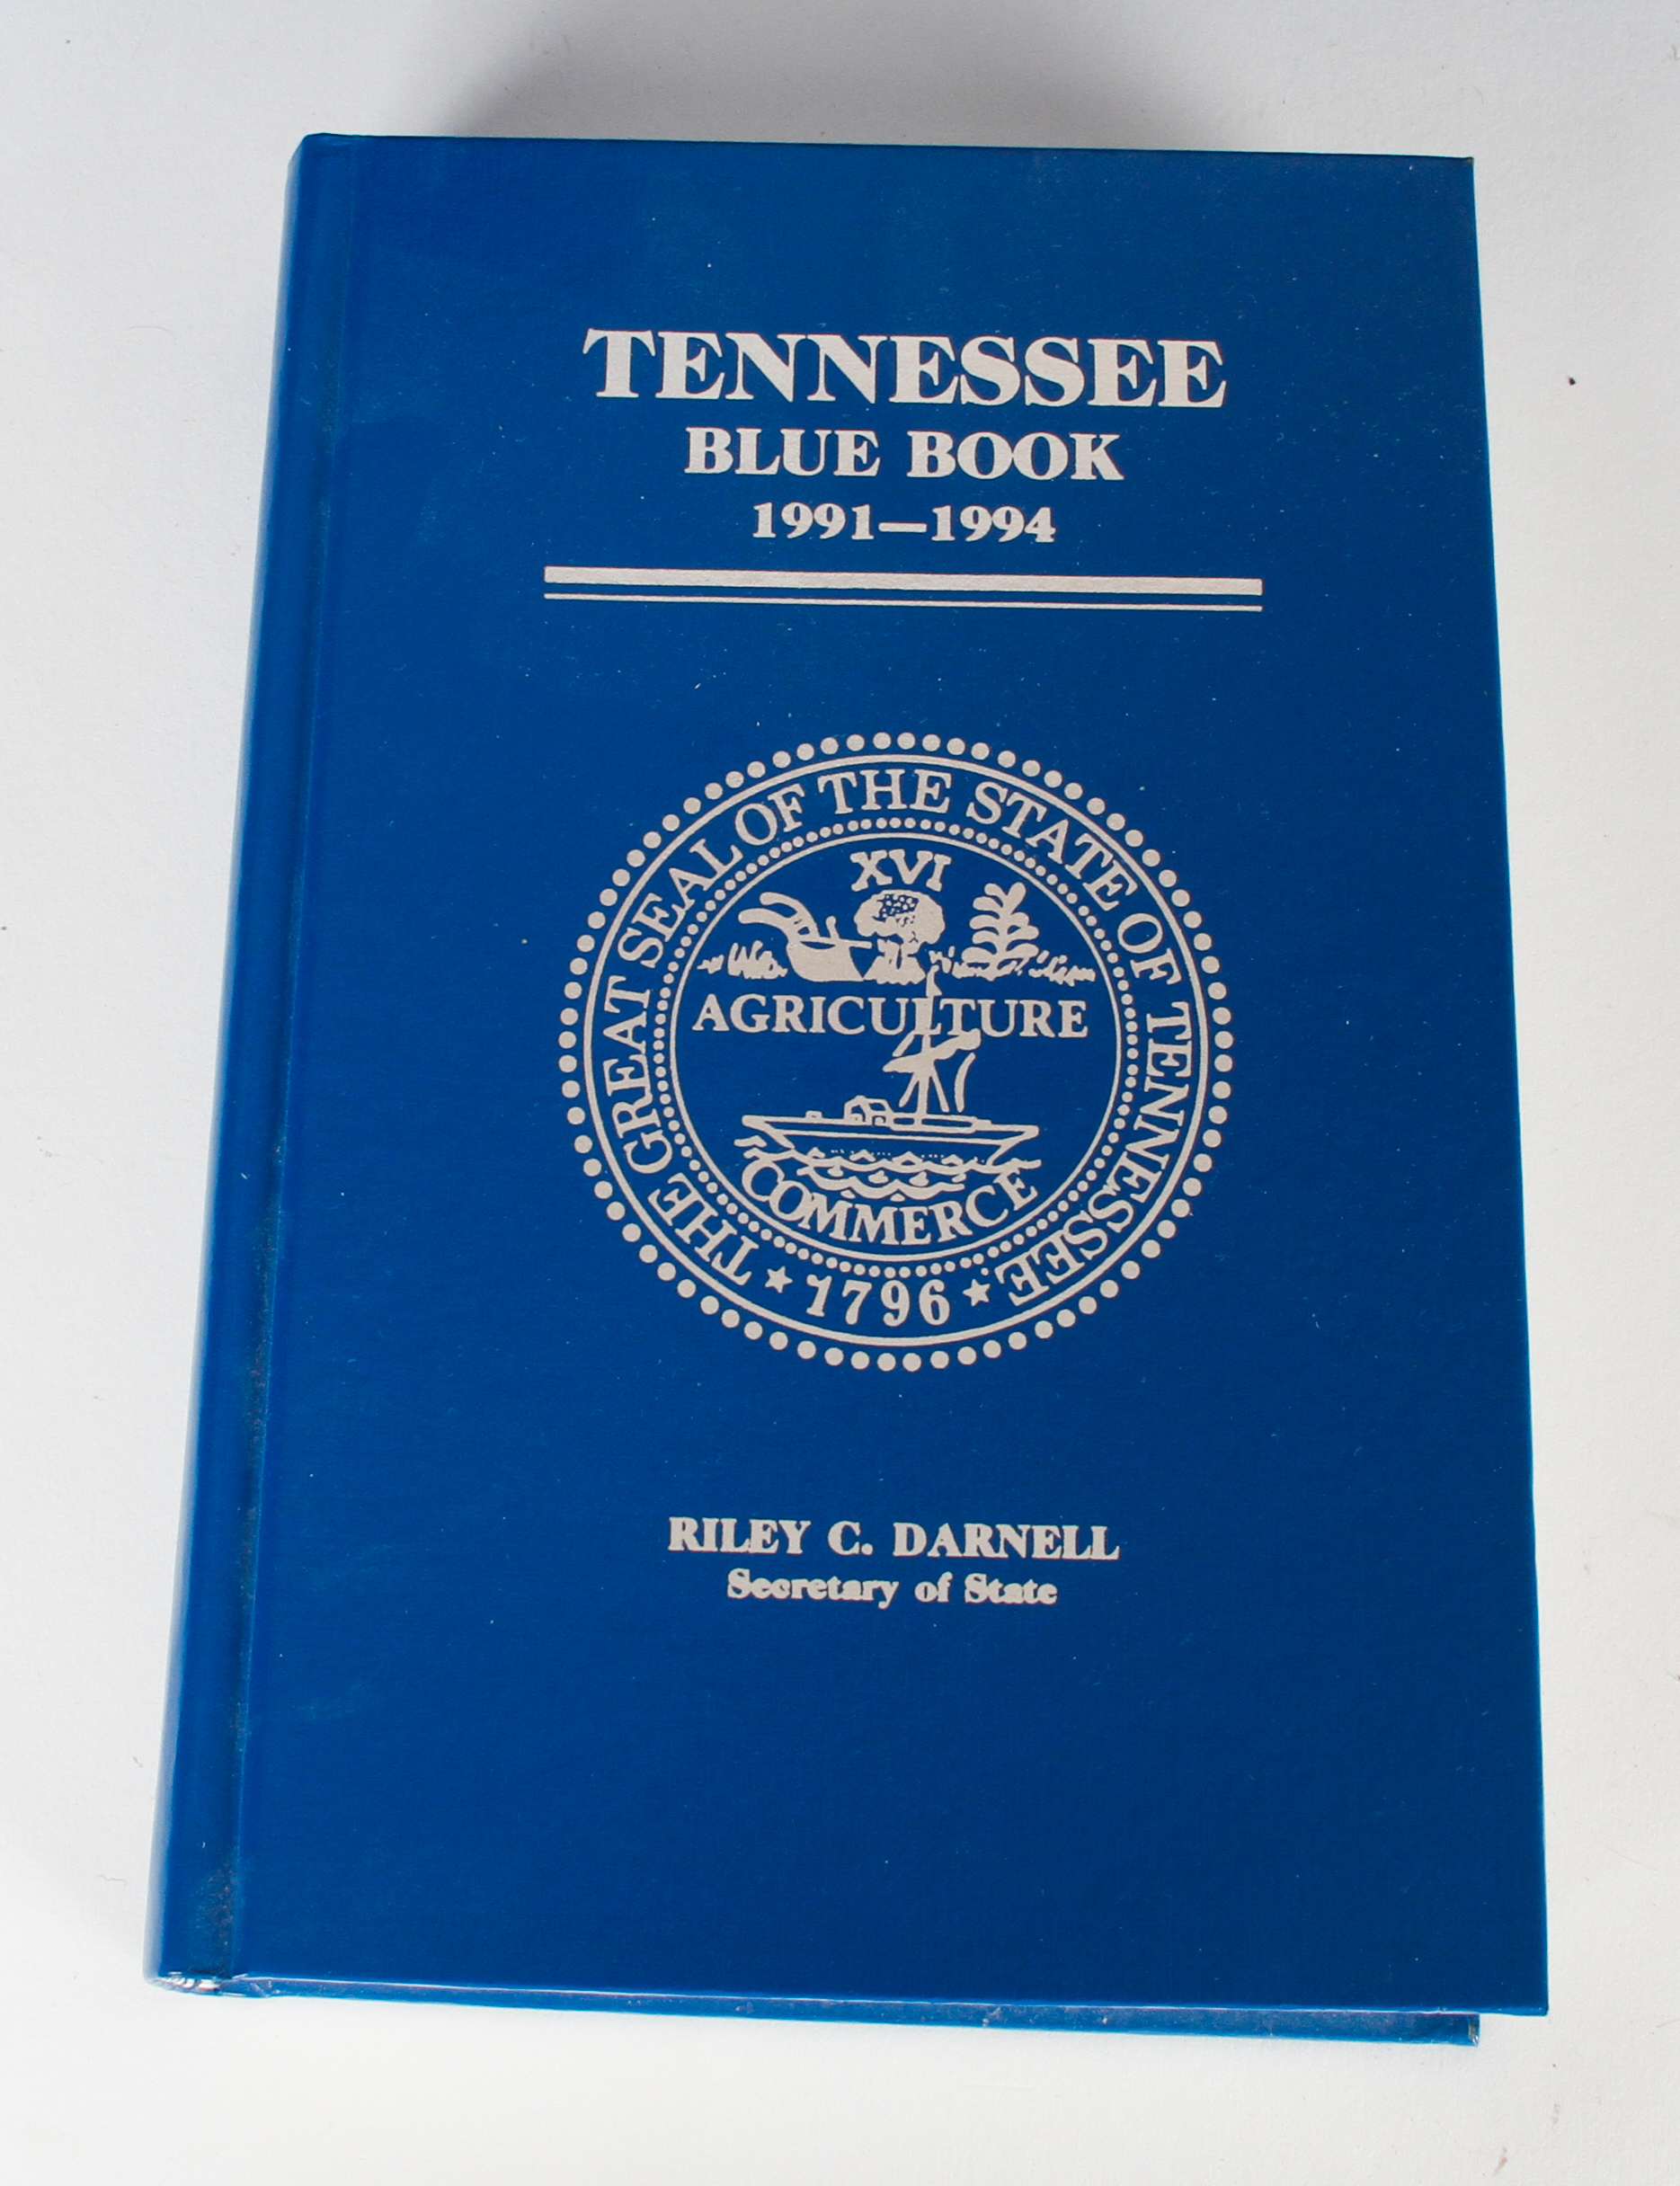 TENNESSEE
BLUE BOOK
1991—1994
THE GREAT SEAL OF THE STATE OF TENNESSEE
XVI
AGRICULTURE
COMMERCE
★ 1796 ★
RILEY C. DARNELL
Secretary of State